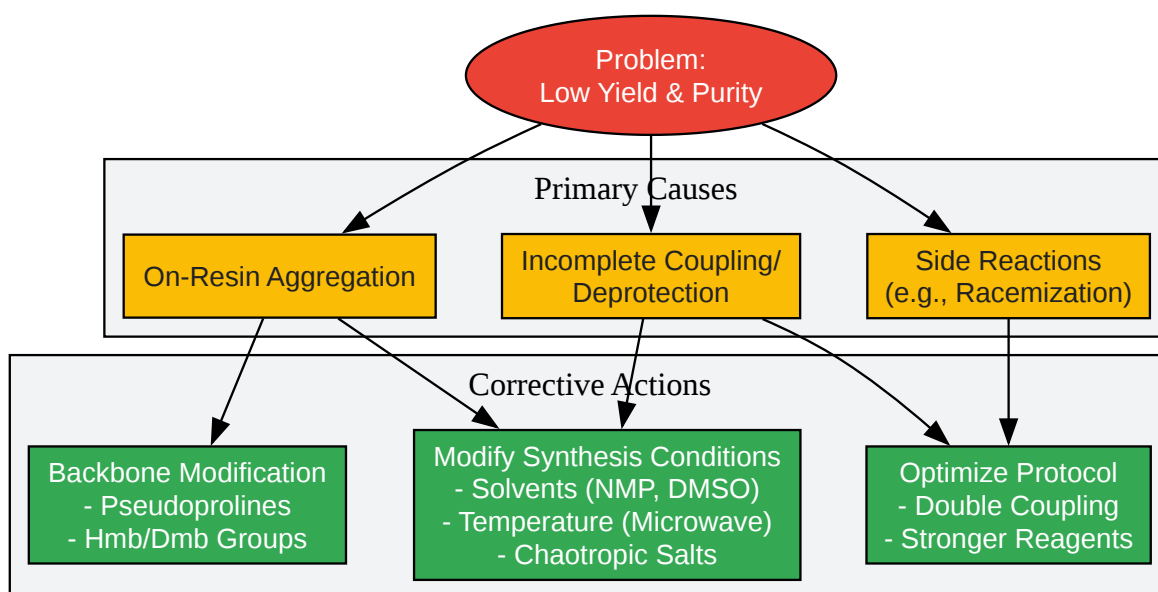 Problem:
Low Yield & Purity
Primary Causes
On-Resin Aggregation
Incomplete Coupling/
Deprotection
Side Reactions
(e.g., Racemization)
Corrective Actions
Backbone Modification
- Pseudoprolines
- Hmb/Dmb Groups
Modify Synthesis Conditions
- Solvents (NMP, DMSO)
- Temperature (Microwave)
- Chaotropic Salts
Optimize Protocol
- Double Coupling
- Stronger Reagents